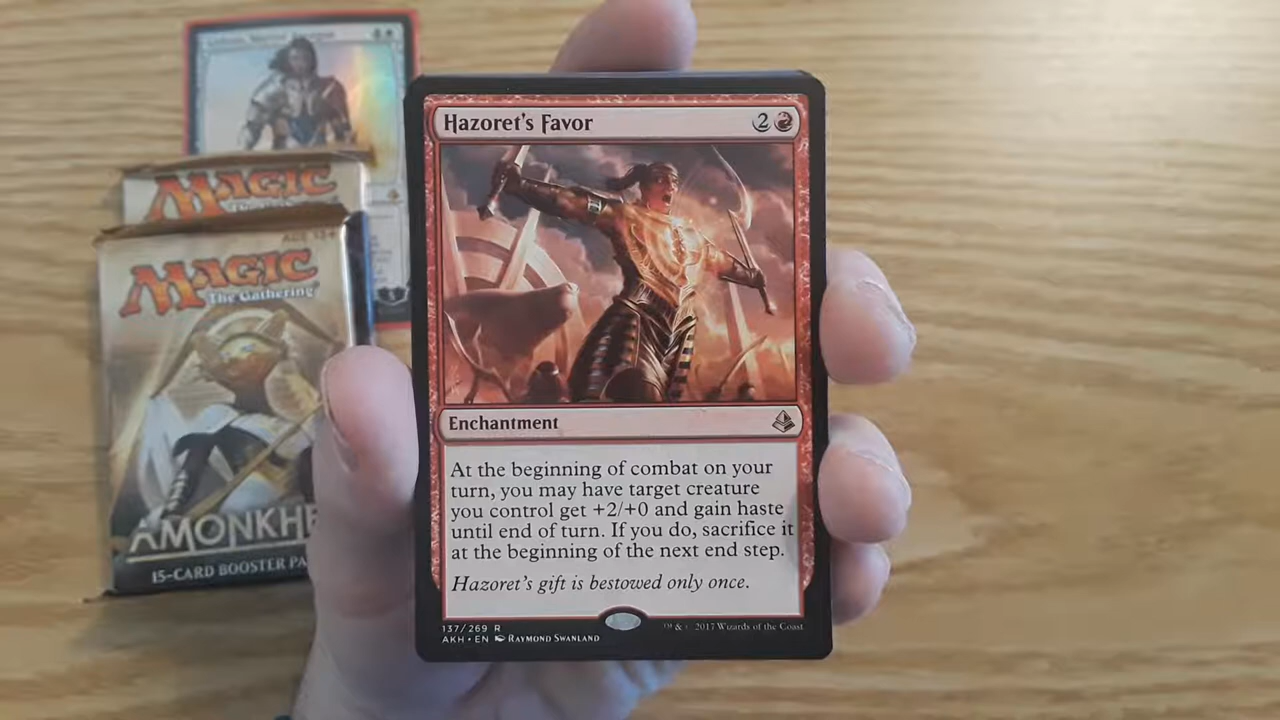 MAGIC
MAGIC
The Gathering
AMONKHE
15-CARD BOOSTER PA
Hazoret's Favor
2
Enchantment
At the beginning of combat on your
turn, you may have target creature
you control get +2/+0 and gain haste
until end of turn. If you do, sacrifice it
at the beginning of the next end step.
Hazoret's gift is bestowed only once.
137/269 R
AKH • EN RAYMOND SWANLAND
™ & © 2017 Wizards of the Coast